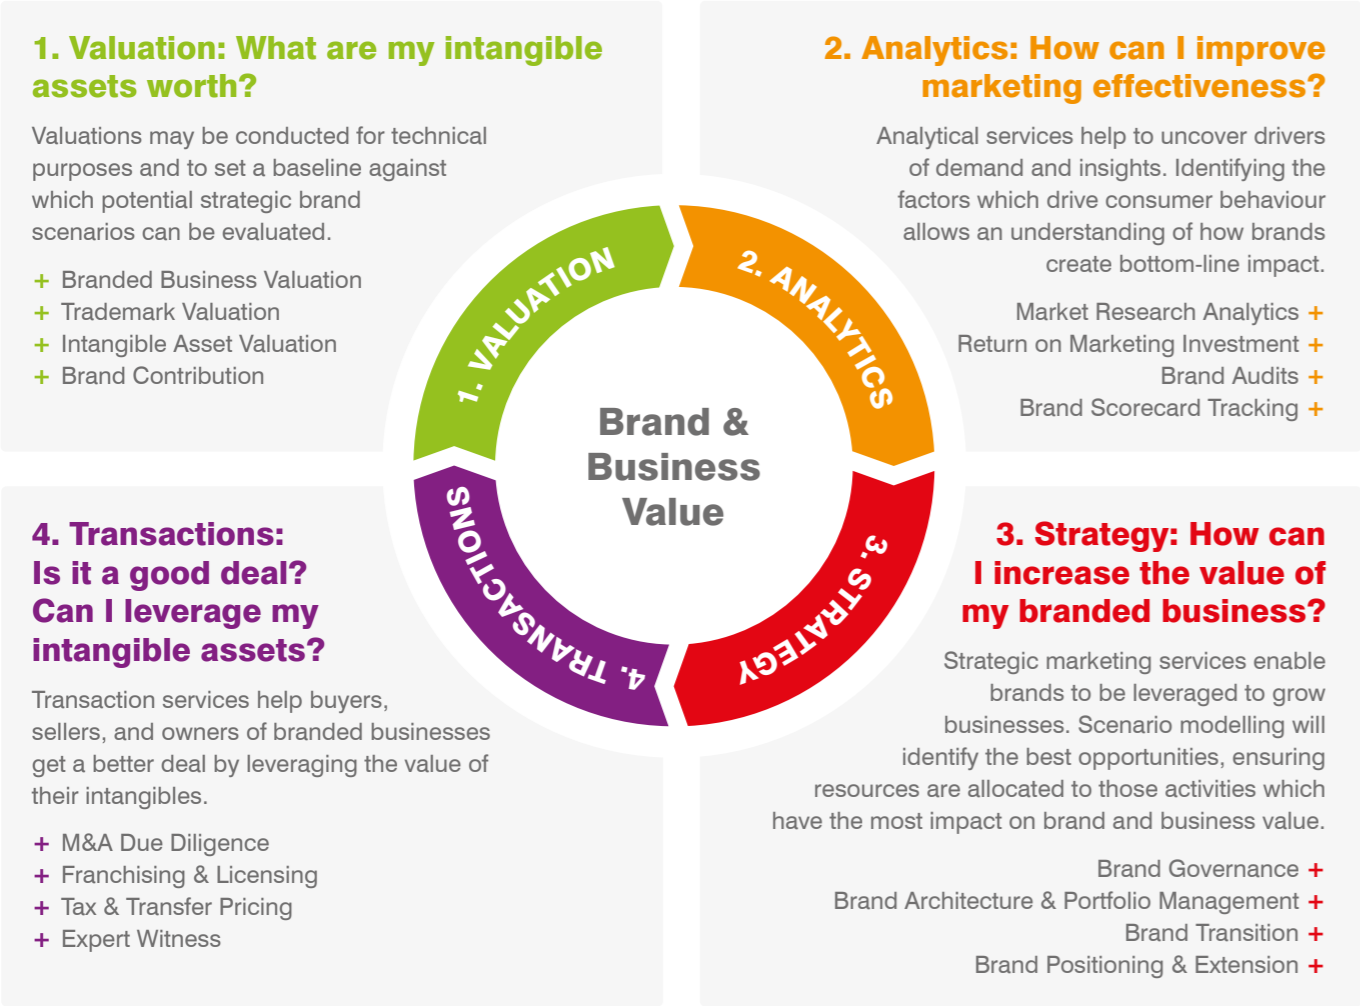 1. Valuation: What are my intangible
assets worth?
Valuations may be conducted for technical
purposes and to set a baseline against
which potential strategic brand
scenarios can be evaluated.
+ Branded Business Valuation
+ Trademark Valuation
+ Intangible Asset Valuation
+ Brand Contribution
2. Analytics: How can I improve
marketing effectiveness?
Analytical services help to uncover drivers
of demand and insights. Identifying the
factors which drive consumer behaviour
allows an understanding of how brands
create bottom-line impact.
Market Research Analytics +
Return on Marketing Investment +
Brand Audits +
Brand Scorecard Tracking +
1. VALUATION
2. ANALYTICS
3. STRATEGY
4. TRANSACTIONS
Brand &
Business
Value
4. Transactions:
Is it a good deal?
Can I leverage my
intangible assets?
Transaction services help buyers,
sellers, and owners of branded businesses
get a better deal by leveraging the value of
their intangibles.
+ M&A Due Diligence
+ Franchising & Licensing
+ Tax & Transfer Pricing
+ Expert Witness
3. Strategy: How can
I increase the value of
my branded business?
Strategic marketing services enable
brands to be leveraged to grow
businesses. Scenario modelling will
identify the best opportunities, ensuring
resources are allocated to those activities which
have the most impact on brand and business value.
Brand Governance +
Brand Architecture & Portfolio Management +
Brand Transition +
Brand Positioning & Extension +